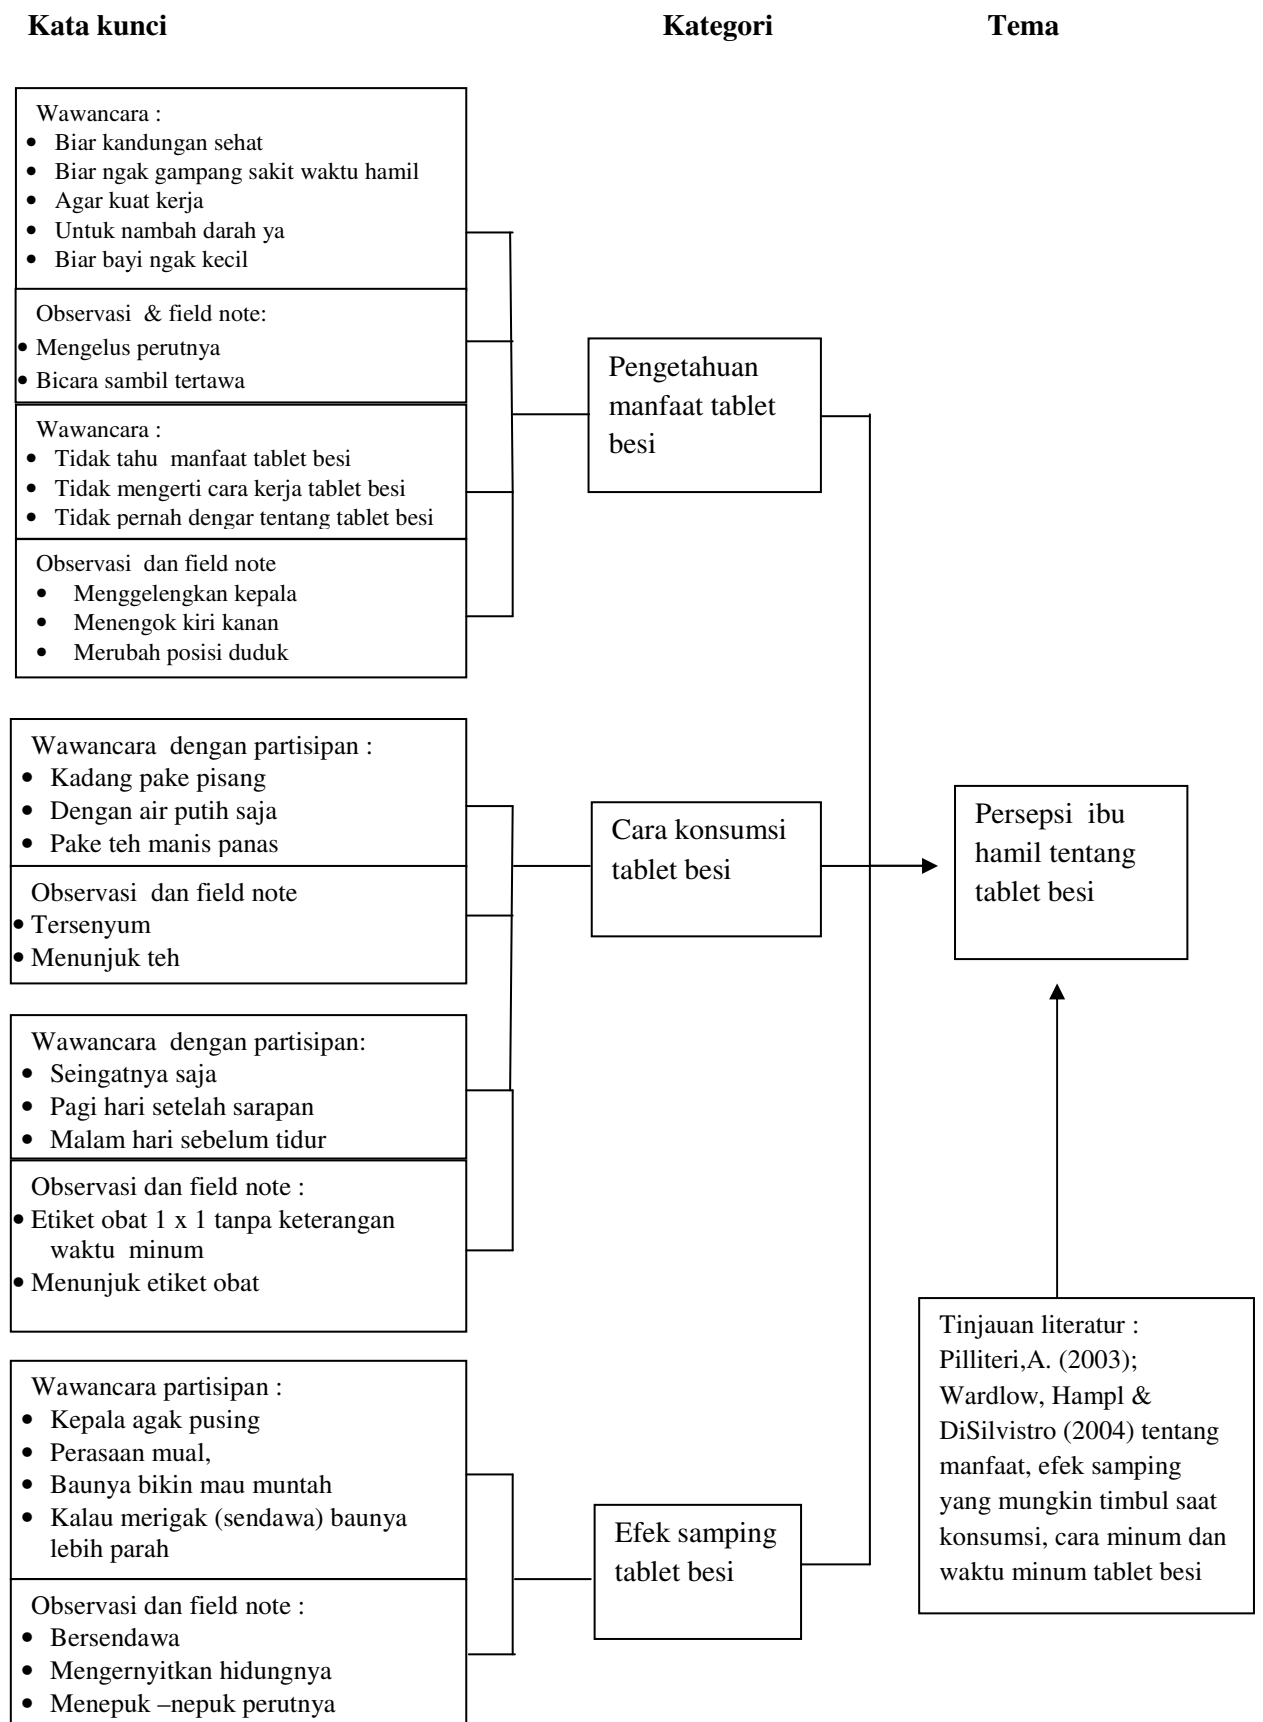 Kata kunci Kategori Tema
Wawancara :
• Biar kandungan sehat
• Biar ngak gampang sakit waktu hamil
• Agar kuat kerja
• Untuk nambah darah ya
• Biar bayi ngak kecil
Observasi & field note:
• Mengelus perutnya
• Bicara sambil tertawa
Wawancara :
• Tidak tahu manfaat tablet besi
• Tidak mengerti cara kerja tablet besi
• Tidak pernah dengar tentang tablet besi
Observasi dan field note
• Menggelengkan kepala
• Menengok kiri kanan
• Merubah posisi duduk
Pengetahuan
manfaat tablet
besi
Wawancara dengan partisipan :
• Kadang pake pisang
• Dengan air putih saja
• Pake teh manis panas
Observasi dan field note
• Tersenyum
• Menunjuk teh
Wawancara dengan partisipan:
• Seingatnya saja
• Pagi hari setelah sarapan
• Malam hari sebelum tidur
Observasi dan field note :
• Etiket obat 1 x 1 tanpa keterangan
waktu minum
• Menunjuk etiket obat
Cara konsumsi
tablet besi
Persepsi ibu
hamil tentang
tablet besi
Wawancara partisipan :
• Kepala agak pusing
• Perasaan mual,
• Baunya bikin mau muntah
• Kalau merigak (sendawa) baunya
lebih parah
Observasi dan field note :
• Bersendawa
• Mengernyitkan hidungnya
• Menepuk –nepuk perutnya
Efek samping
tablet besi
Tinjauan literatur :
Pilliteri,A. (2003);
Wardlow, Hampl &
DiSilvistro (2004) tentang
manfaat, efek samping
yang mungkin timbul saat
konsumsi, cara minum dan
waktu minum tablet besi